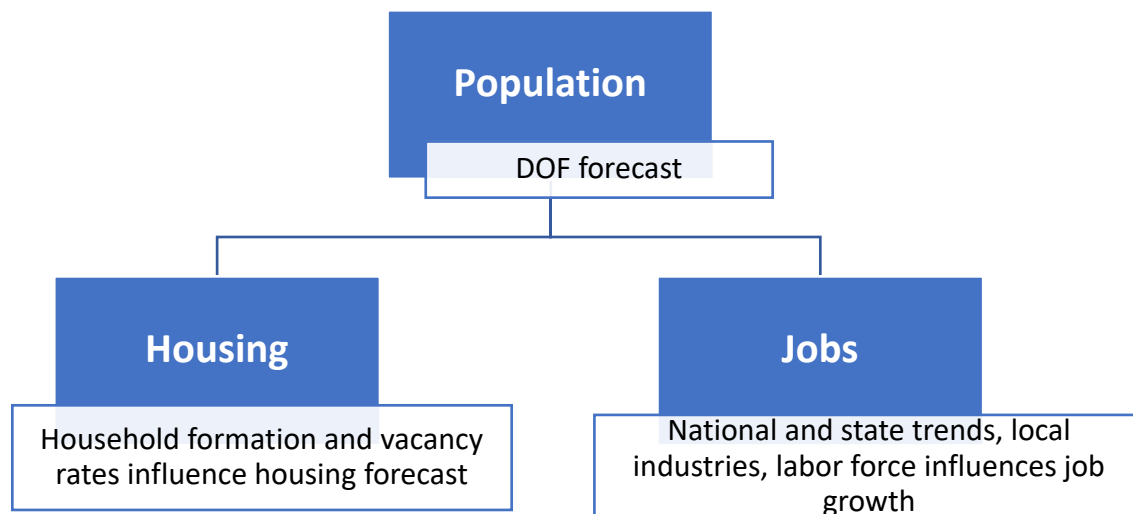 Population
DOF forecast
Housing
Household formation and vacancy
rates influence housing forecast
Jobs
National and state trends, local
industries, labor force influences job
growth